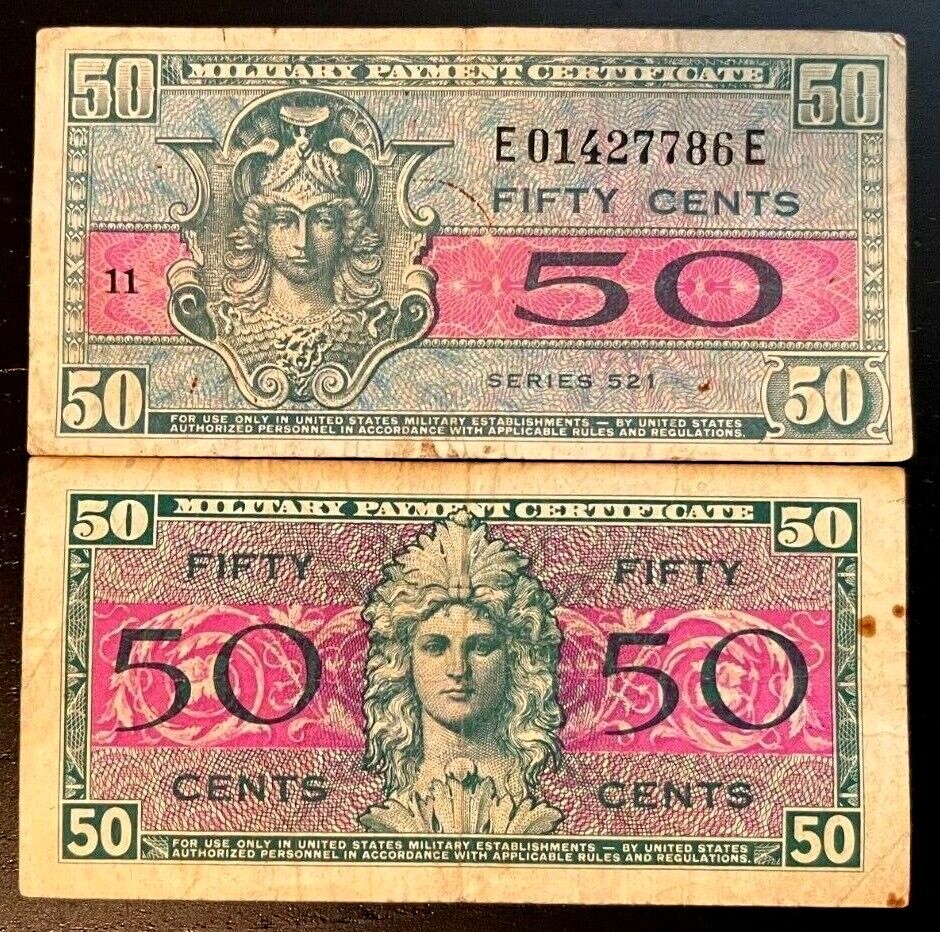 50 MILITARY PAYMENT CERTIFICATE 50
E01427786E
FIFTY CENTS
11 50
SERIES 521
50 50
FOR USE ONLY IN UNITED STATES MILITARY ESTABLISHMENTS — BY UNITED STATES
AUTHORIZED PERSONNEL IN ACCORDANCE WITH APPLICABLE RULES AND REGULATIONS.
50 MILITARY PAYMENT CERTIFICATE 50
FIFTY FIFTY
50 50
CENTS CENTS
50 50
FOR USE ONLY IN UNITED STATES MILITARY ESTABLISHMENTS — BY UNITED STATES
AUTHORIZED PERSONNEL IN ACCORDANCE WITH APPLICABLE RULES AND REGULATIONS.